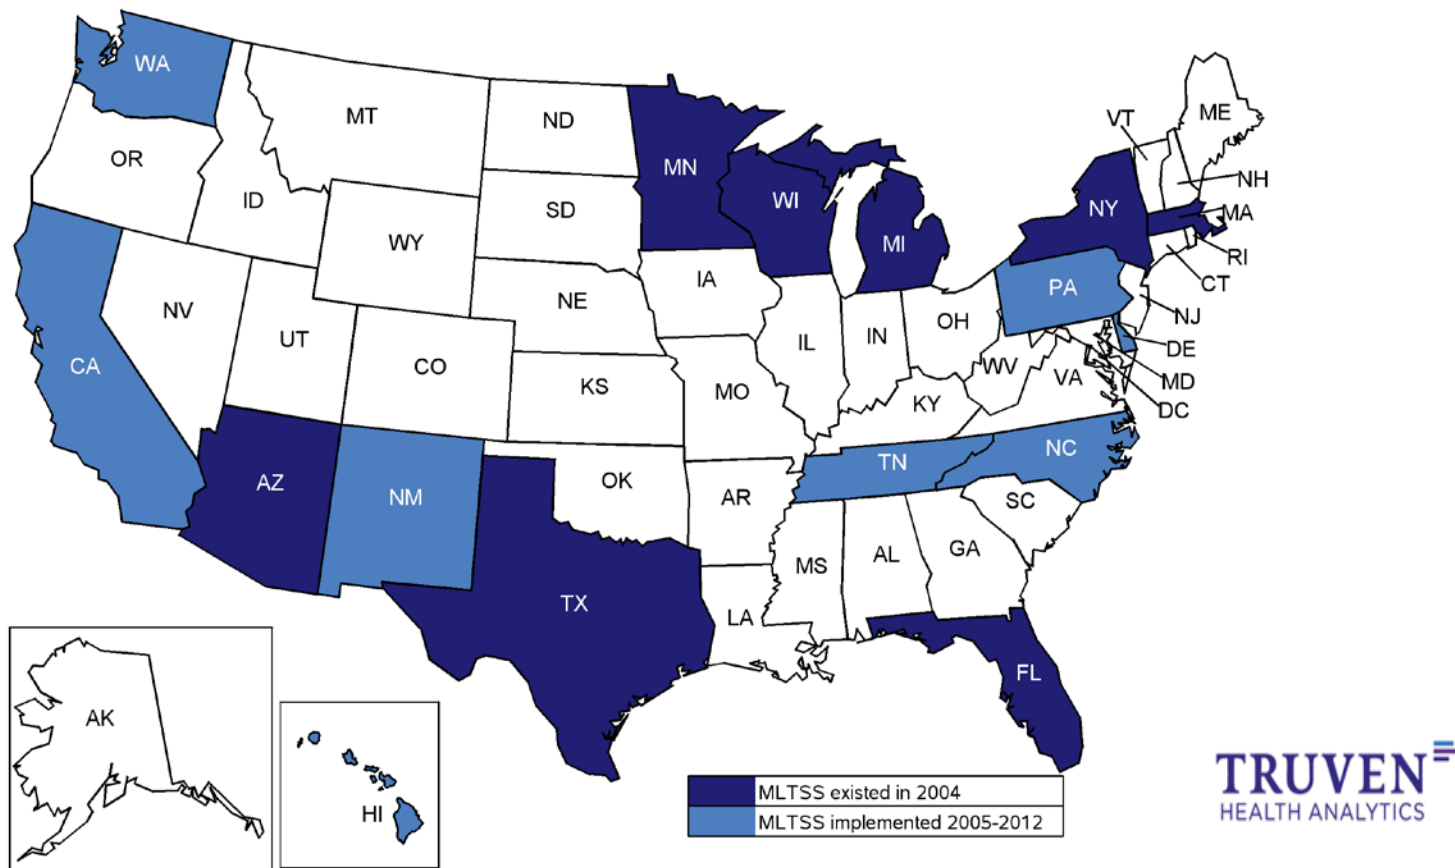 WA
MT
ND
MN
VT
ME
OR
ID
SD
WI
NY
NH
WY
MI
MA
RI
IA
CT
NE
PA
NV
OH
NJ
UT
IL
IN
DE
CA
CO
WV
VA
MD
KS
MO
KY
DC
NC
TN
AZ
NM
OK
AR
SC
MS
AL
GA
TX
LA
FL
AK
HI
MLTSS existed in 2004
MLTSS implemented 2005-2012
TRUVEN
HEALTH ANALYTICS